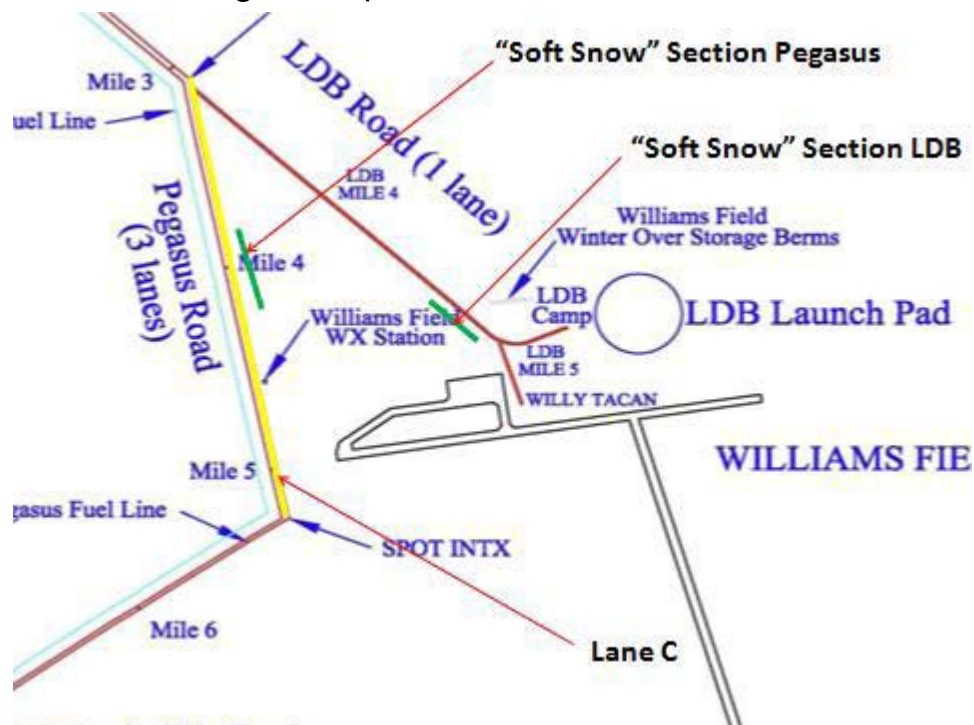 "Soft Snow" Section Pegasus
Mile 3
LDB Road (1 lane)
uel Line
"Soft Snow" Section LDB
LDB
MILE 4
Pegasus Road
(3 lanes)
Williams Field
Winter Over Storage Berms
Mile 4
LDB
Camp
LDB Launch Pad
Williams Field
WX Station
LDB
MILE 5
WILLY TACAN
Mile 5
WILLIAMS FIE
gasus Fuel Line
SPOT INTX
Mile 6
Lane C